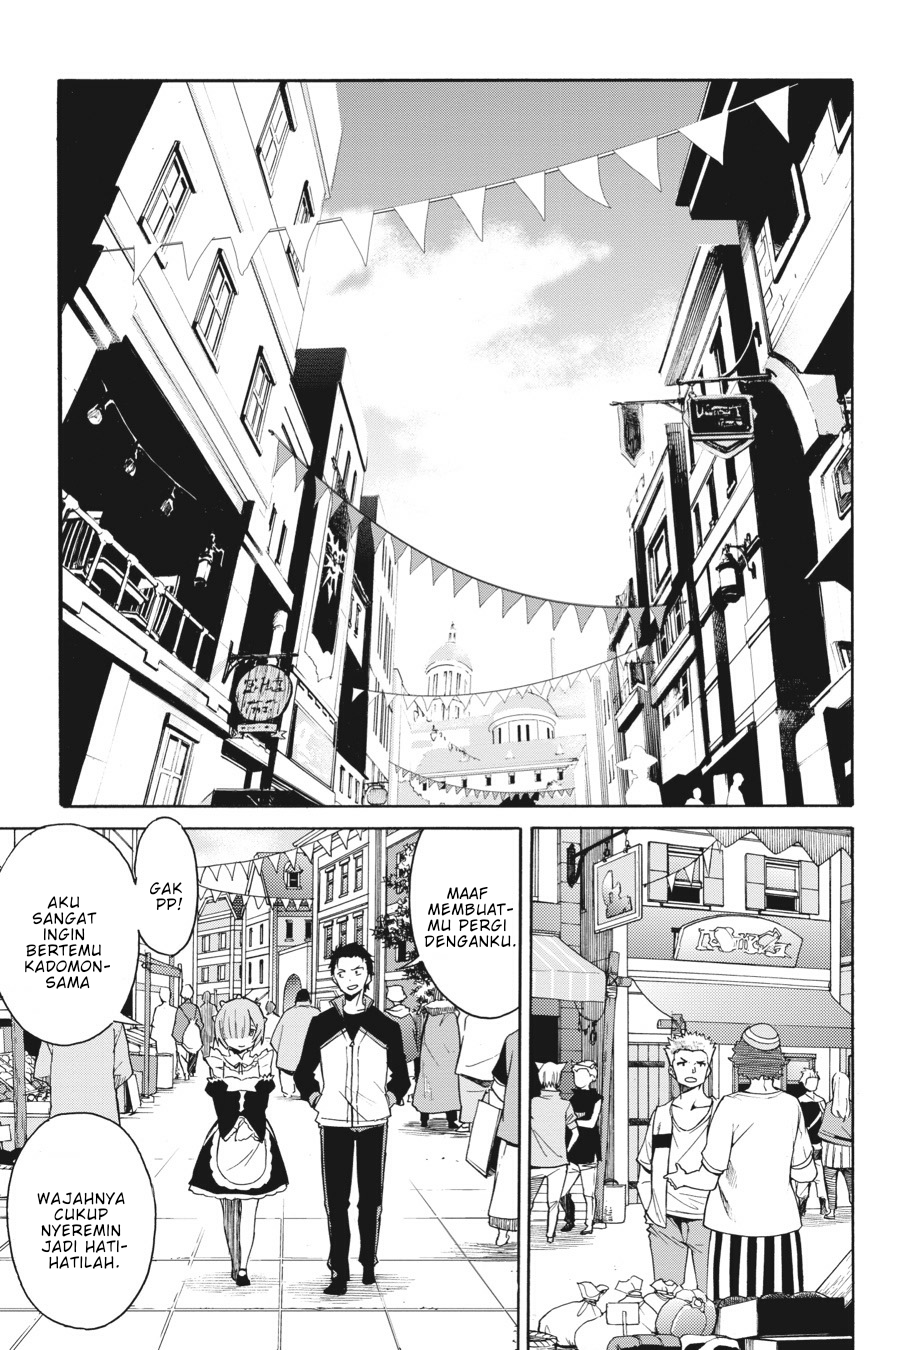 MAAF
MEMBUAT-
MU PERGI
DENGANKU.
GAK
PP!
AKU
SANGAT
INGIN
BERTEMU
KADOMON-
SAMA
WAJAHNYA
CUKUP
NYEREMIN
JADI HATI-
HATILAH.